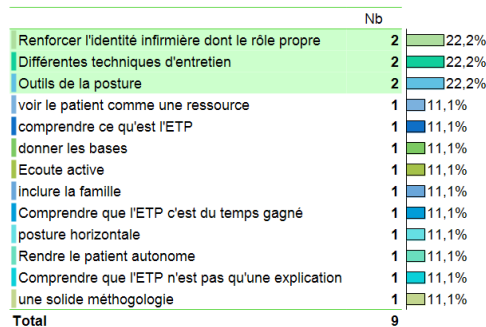 Nb
Renforcer l'identité infirmière dont le rôle propre 2 22,2%
Différentes techniques d'entretien 2 22,2%
Outils de la posture 2 22,2%
voir le patient comme une ressource 1 11,1%
comprendre ce qu'est l'ETP 1 11,1%
donner les bases 1 11,1%
Ecoute active 1 11,1%
inclure la famille 1 11,1%
Comprendre que l'ETP c'est du temps gagné 1 11,1%
posture horizontale 1 11,1%
Rendre le patient autonome 1 11,1%
Comprendre que l'ETP n'est pas qu'une explication 1 11,1%
une solide méthogologie 1 11,1%
Total 9